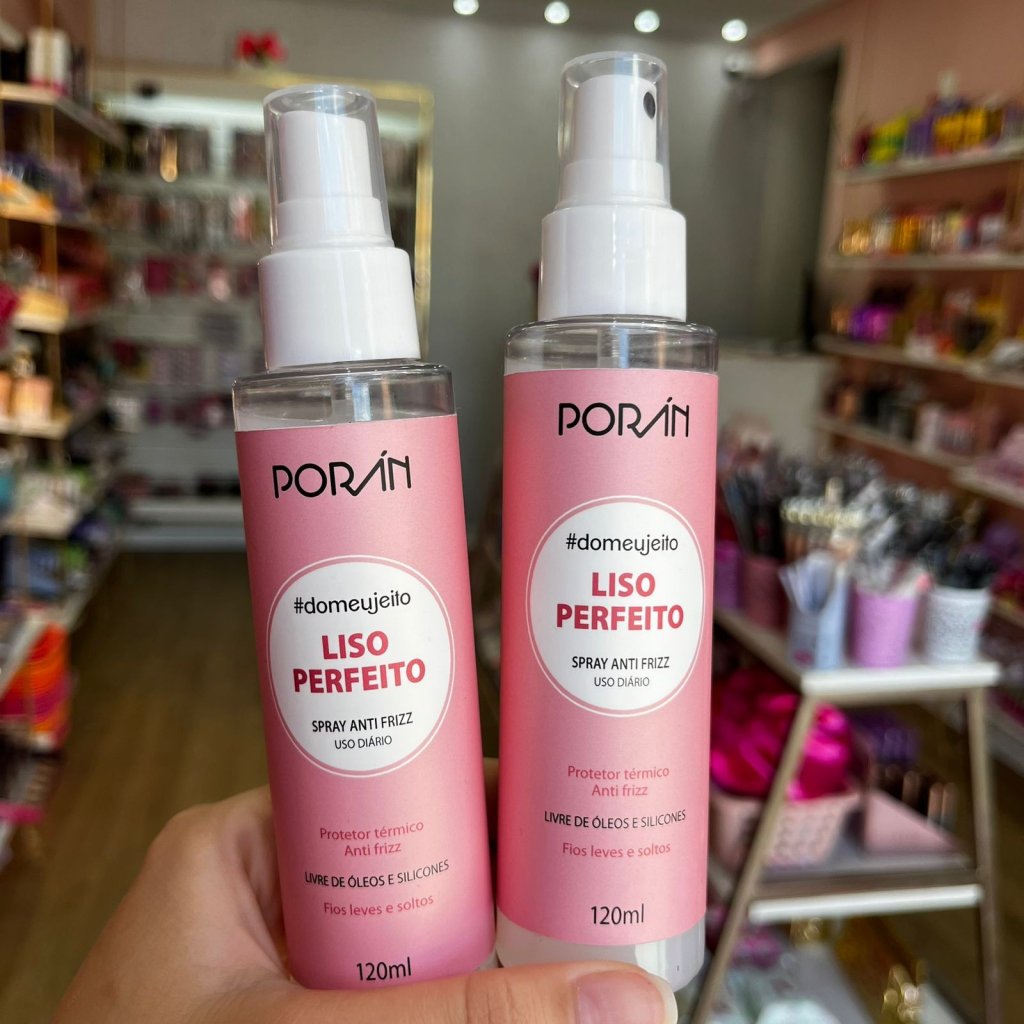 PORÁN
#domeujeito
LISO
PERFEITO
SPRAY ANTI FRIZZ
USO DIÁRIO
Protetor térmico
Anti frizz
LIVRE DE ÓLEOS E SILICONES
Fios leves e soltos
120ml
PORÁN
#domeujeito
LISO
PERFEITO
SPRAY ANTI FRIZZ
USO DIÁRIO
Protetor térmico
Anti frizz
LIVRE DE ÓLEOS E SILICONES
Fios leves e soltos
120ml